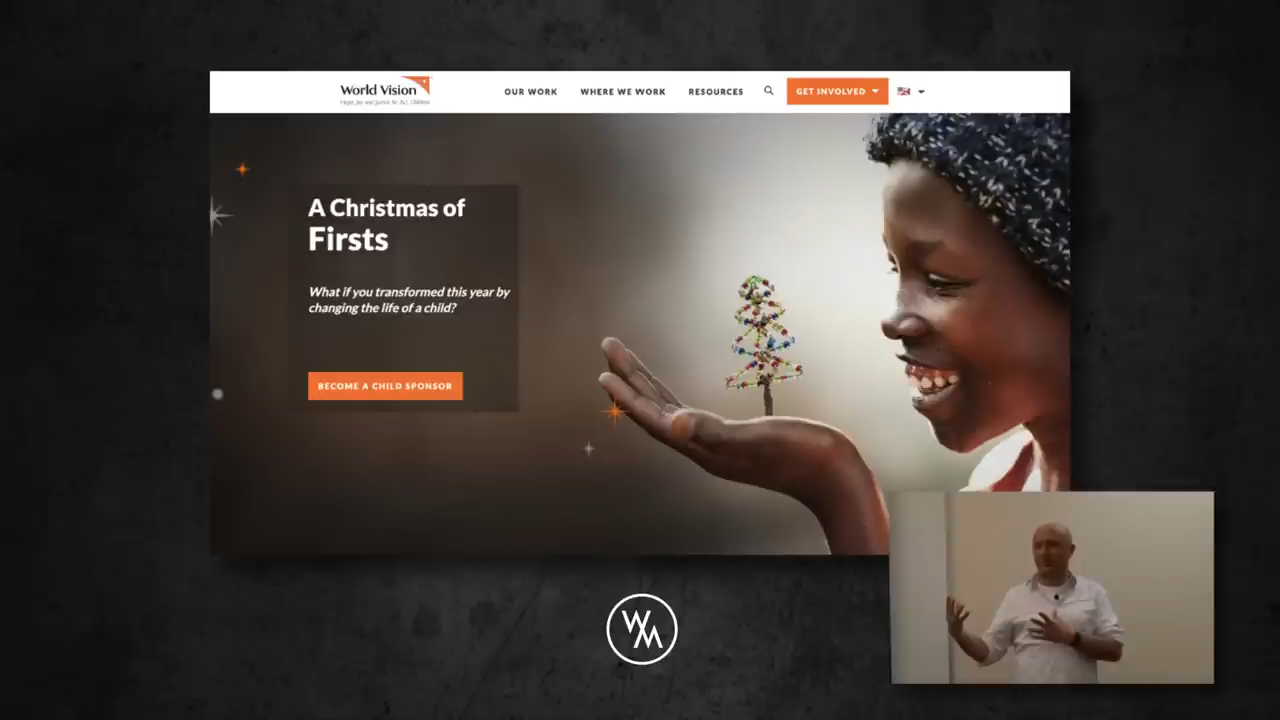 World Vision
OUR WORK
WHERE WE WORK
RESOURCES
GET INVOLVED
A Christmas of
Firsts
What if you transformed this year by
changing the life of a child?
BECOME A CHILD SPONSOR
WM